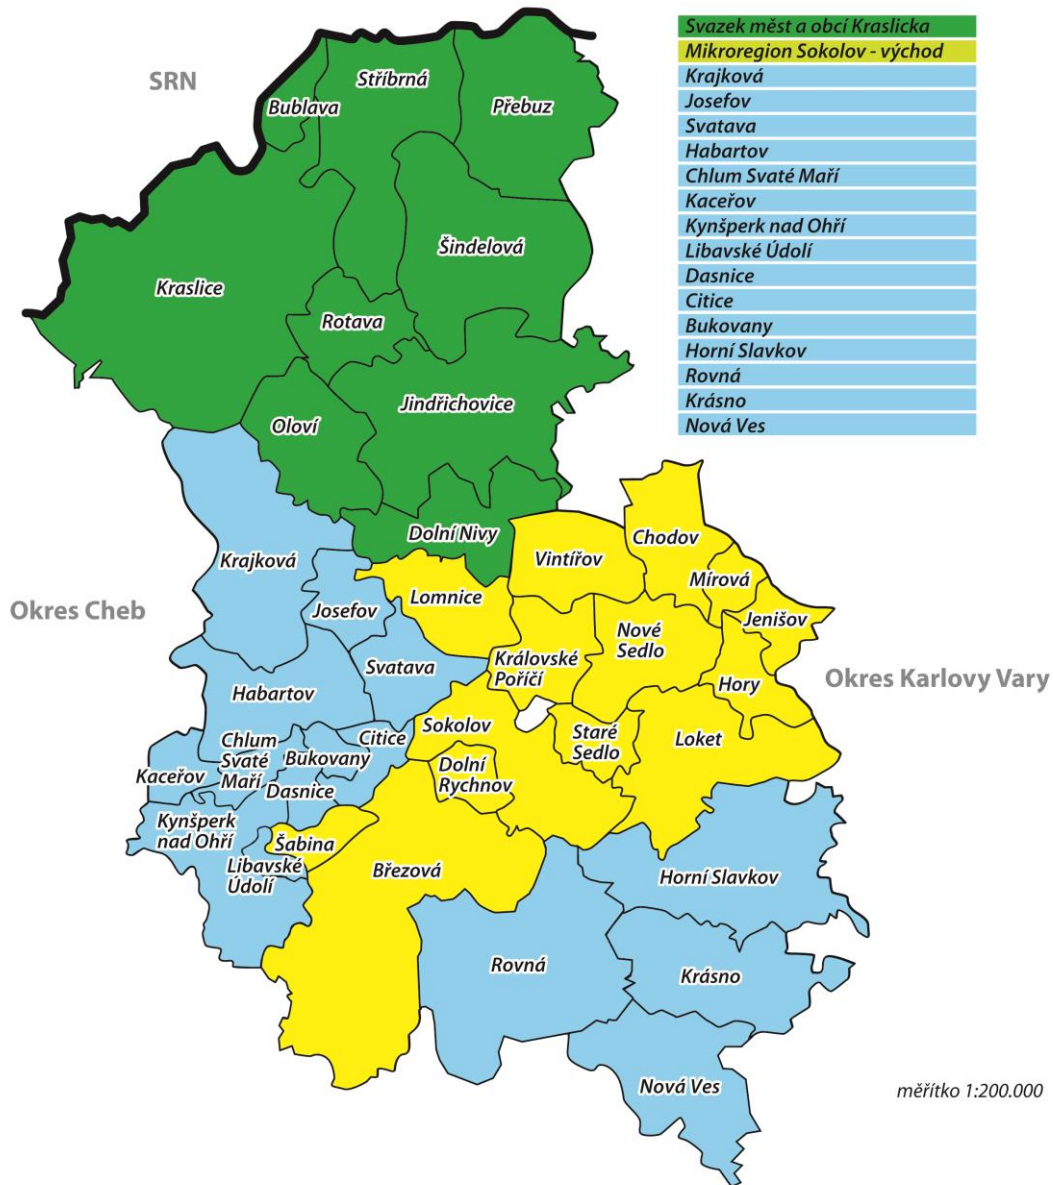 Svazek měst a obcí Kraslicka
Mikroregion Sokolov - východ
Krajková
Josefov
Svatava
Habartov
Chlum Svaté Maří
Kaceřov
Kynšperk nad Ohří
Libavské Údolí
Dasnice
Citice
Bukovany
Horní Slavkov
Rovná
Krásno
Nová Ves
SRN
Stříbrná
Bublava
Přebuz
Šindelová
Kraslice
Rotava
Jindřichovice
Oloví
Dolní Nivy
Chodov
Vintířov
Krajková
Mírová
Lomnice
Okres Cheb
Josefov
Jenišov
Nové
Sedlo
Královské
Poříčí
Svatava
Okres Karlovy Vary
Hory
Habartov
Sokolov
Citice
Staré
Sedlo
Loket
Chlum
Svaté
Maří
Bukovany
Kaceřov
Dolní
Rychnov
Dasnice
Kynšperk
nad Ohří
Šabina
Libavské
Údolí
Březová
Horní Slavkov
Rovná
Krásno
Nová Ves
měřítko 1:200.000